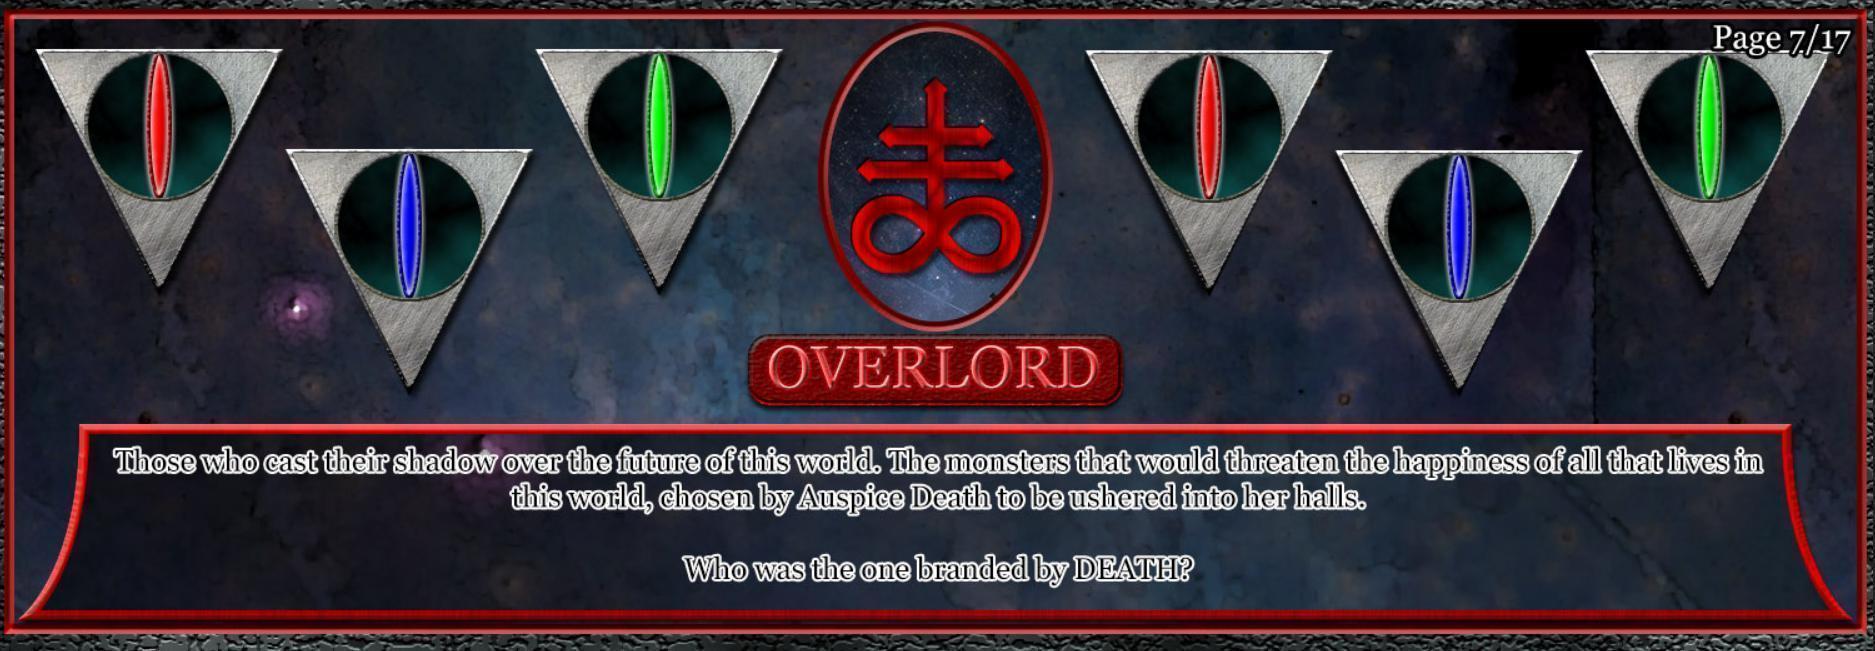 Page 7/17
OVERLORD
Those who cast their shadow over the future of this world. The monsters that would threaten the happiness of all that lives in
this world, chosen by Auspice Death to be ushered into her halls.
Who was the one branded by DEATH?